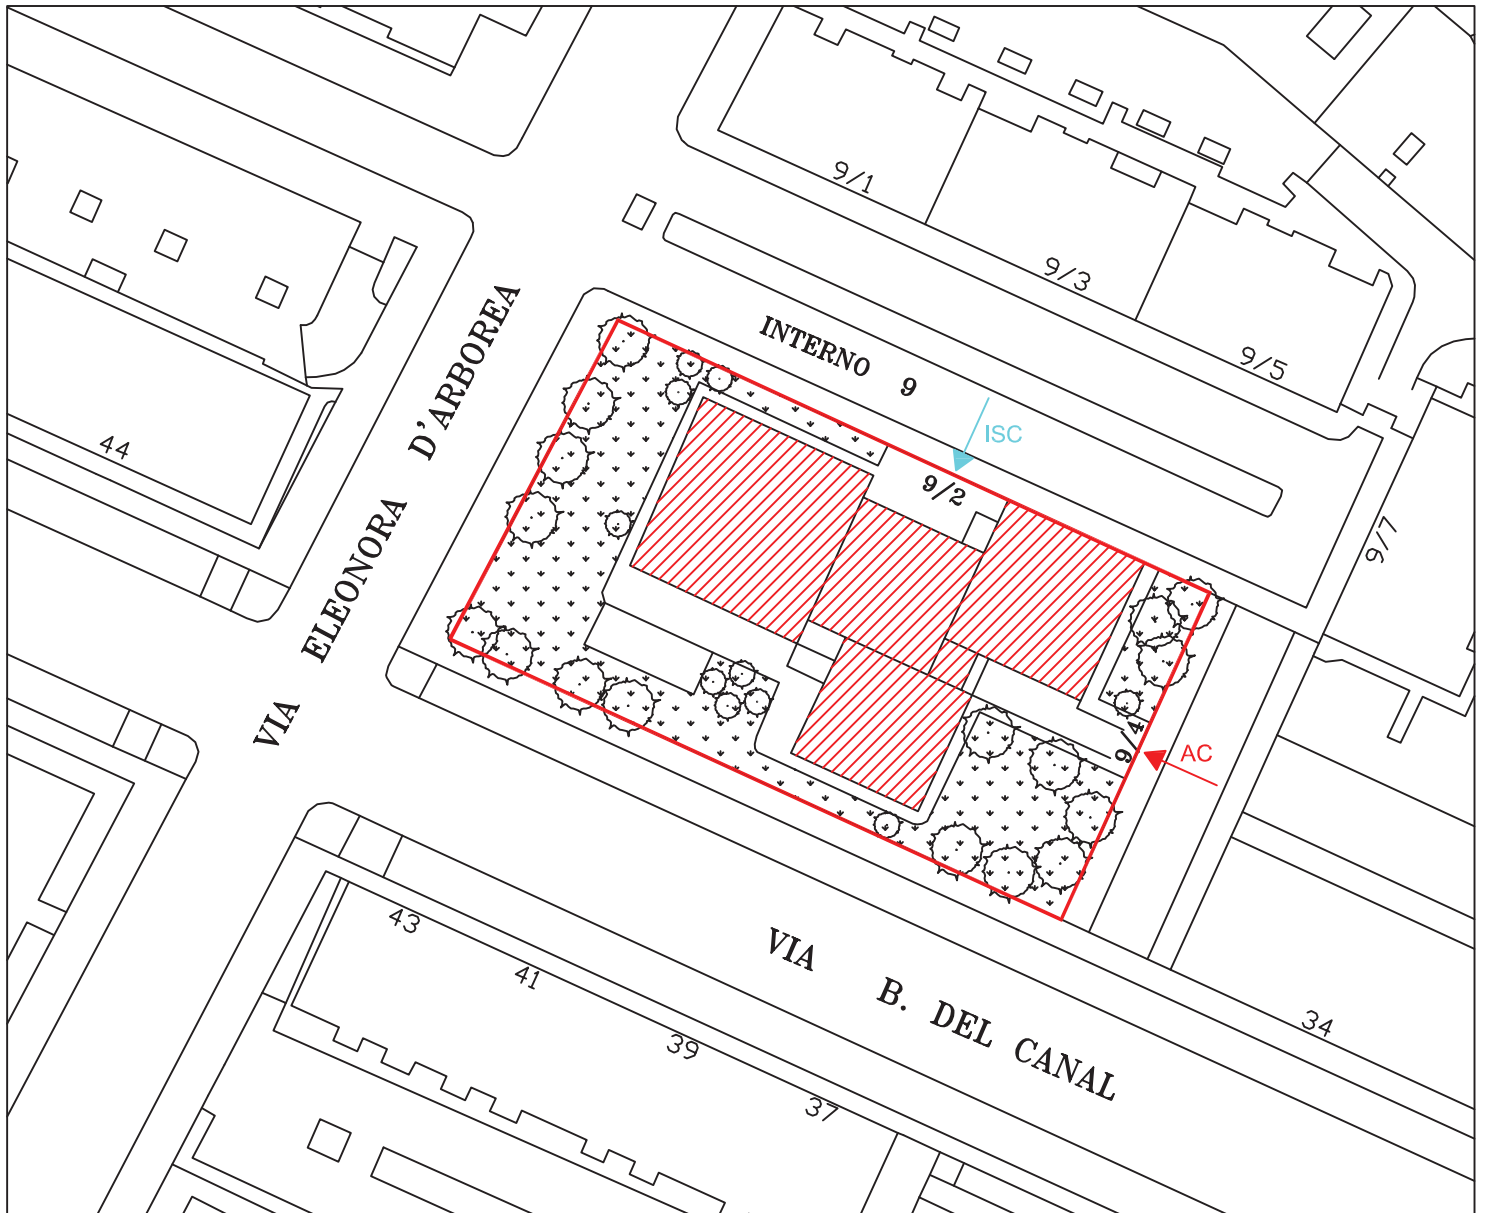 9/1
9/3
9/5
INTERNO 9
ISC
9/2
9/7
VIA ELEONORA D'ARBOREA
44
9/4
AC
43
41
39
37
34
VIA B. DEL CANAL